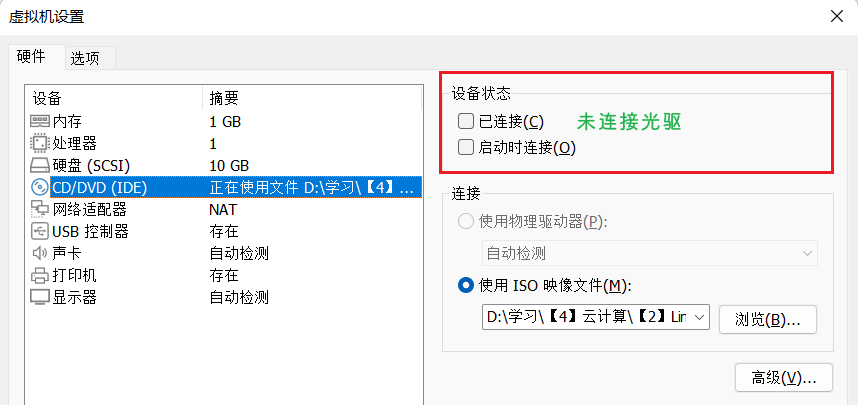 虚拟机设置
硬件 选项
设备 摘要
内存 1 GB
处理器 1
硬盘 (SCSI) 10 GB
CD/DVD (IDE) 正在使用文件 D:\学习\【4】...
网络适配器 NAT
USB 控制器 存在
声卡 自动检测
打印机 存在
显示器 自动检测
设备状态
已连接(C) 未连接光驱
启动时连接(O)
连接
使用物理驱动器(P):
自动检测
使用 ISO 映像文件(M):
D:\学习\【4】云计算\【2】Lin 浏览(B)...
高级(V)...